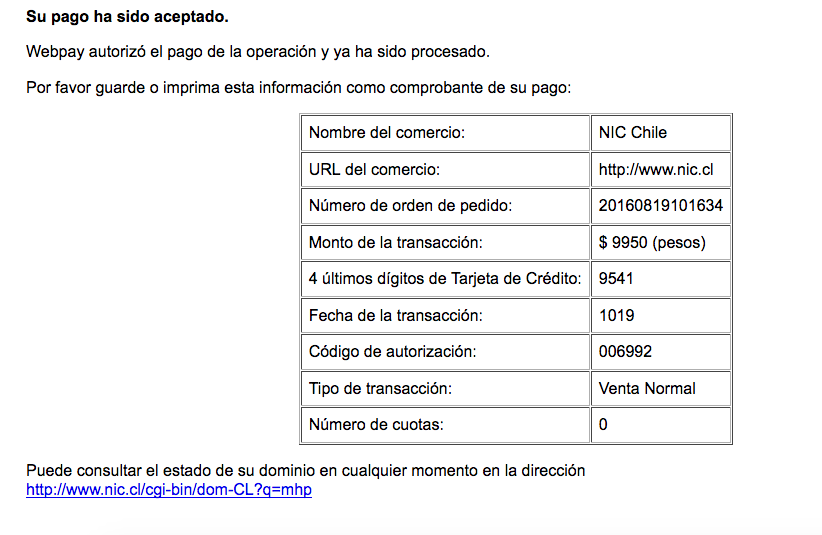 Su pago ha sido aceptado.
Webpay autorizó el pago de la operación y ya ha sido procesado.
Por favor guarde o imprima esta información como comprobante de su pago:
Nombre del comercio: NIC Chile
URL del comercio: http://www.nic.cl
Número de orden de pedido: 20160819101634
Monto de la transacción: $ 9950 (pesos)
4 últimos dígitos de Tarjeta de Crédito: 9541
Fecha de la transacción: 1019
Código de autorización: 006992
Tipo de transacción: Venta Normal
Número de cuotas: 0
Puede consultar el estado de su dominio en cualquier momento en la dirección
http://www.nic.cl/cgi-bin/dom-CL?q=mhp